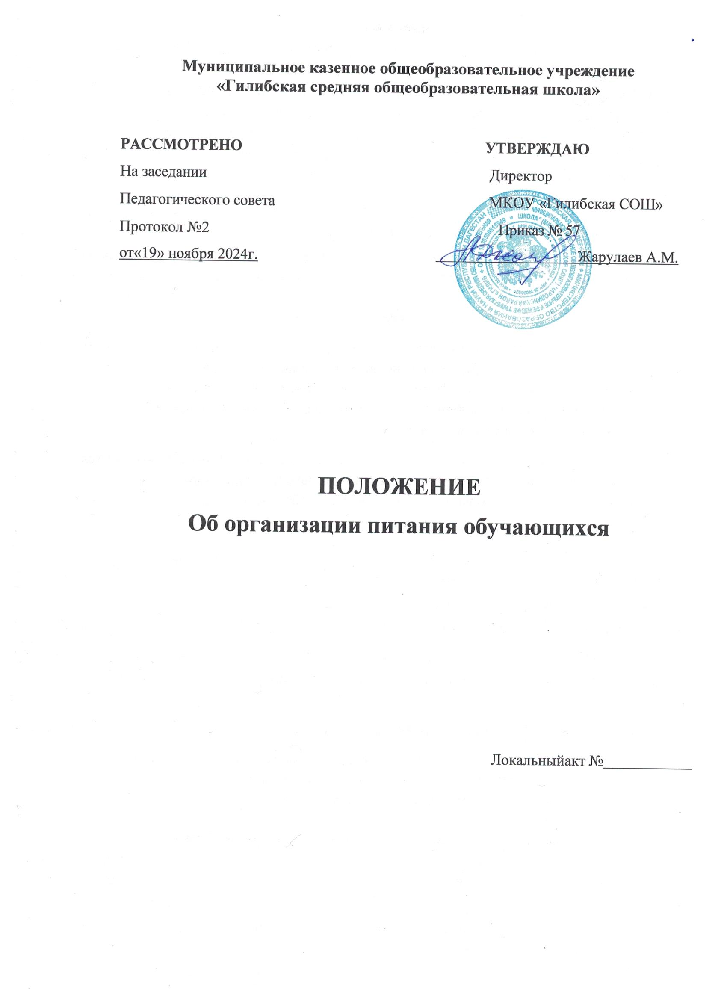 Муниципальное казенное общеобразовательное учреждение
«Гилибская средняя общеобразовательная школа»
РАССМОТРЕНО
На заседании
Педагогического совета
Протокол №2
от«19» ноября 2024г.
УТВЕРЖДАЮ
Директор
МКОУ «Гилибская СОШ»
Приказ № 57
Жарулаев А.М.
ПОЛОЖЕНИЕ
Об организации питания обучающихся
Локальныйакт №____________